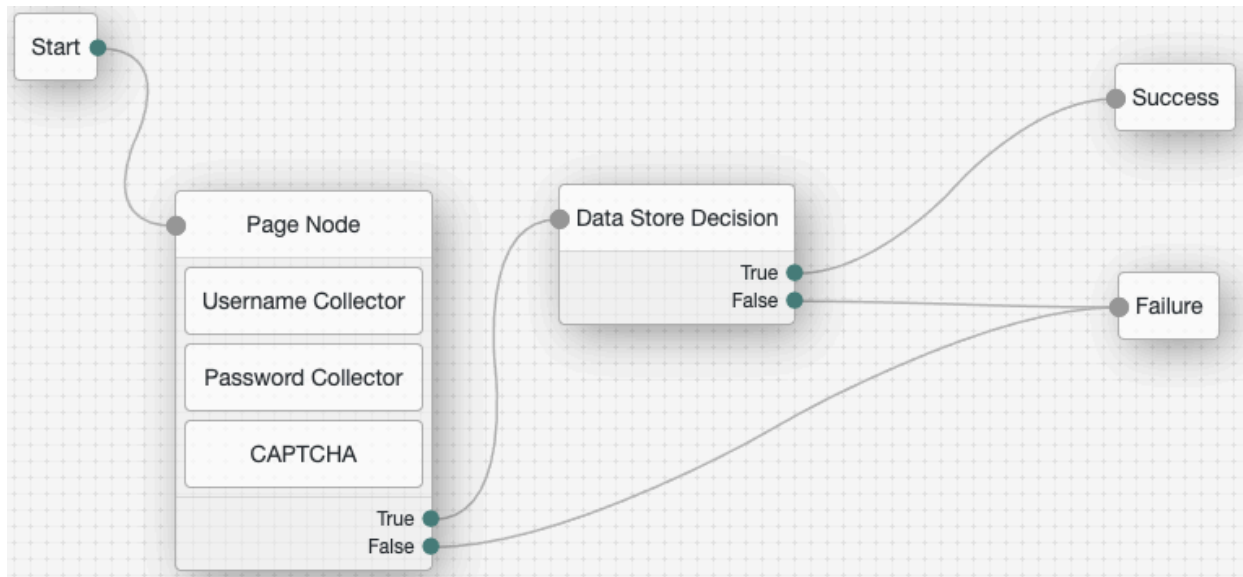 Start
Success
Page Node
Data Store Decision
True
False
Username Collector
Password Collector
CAPTCHA
True
False
Failure